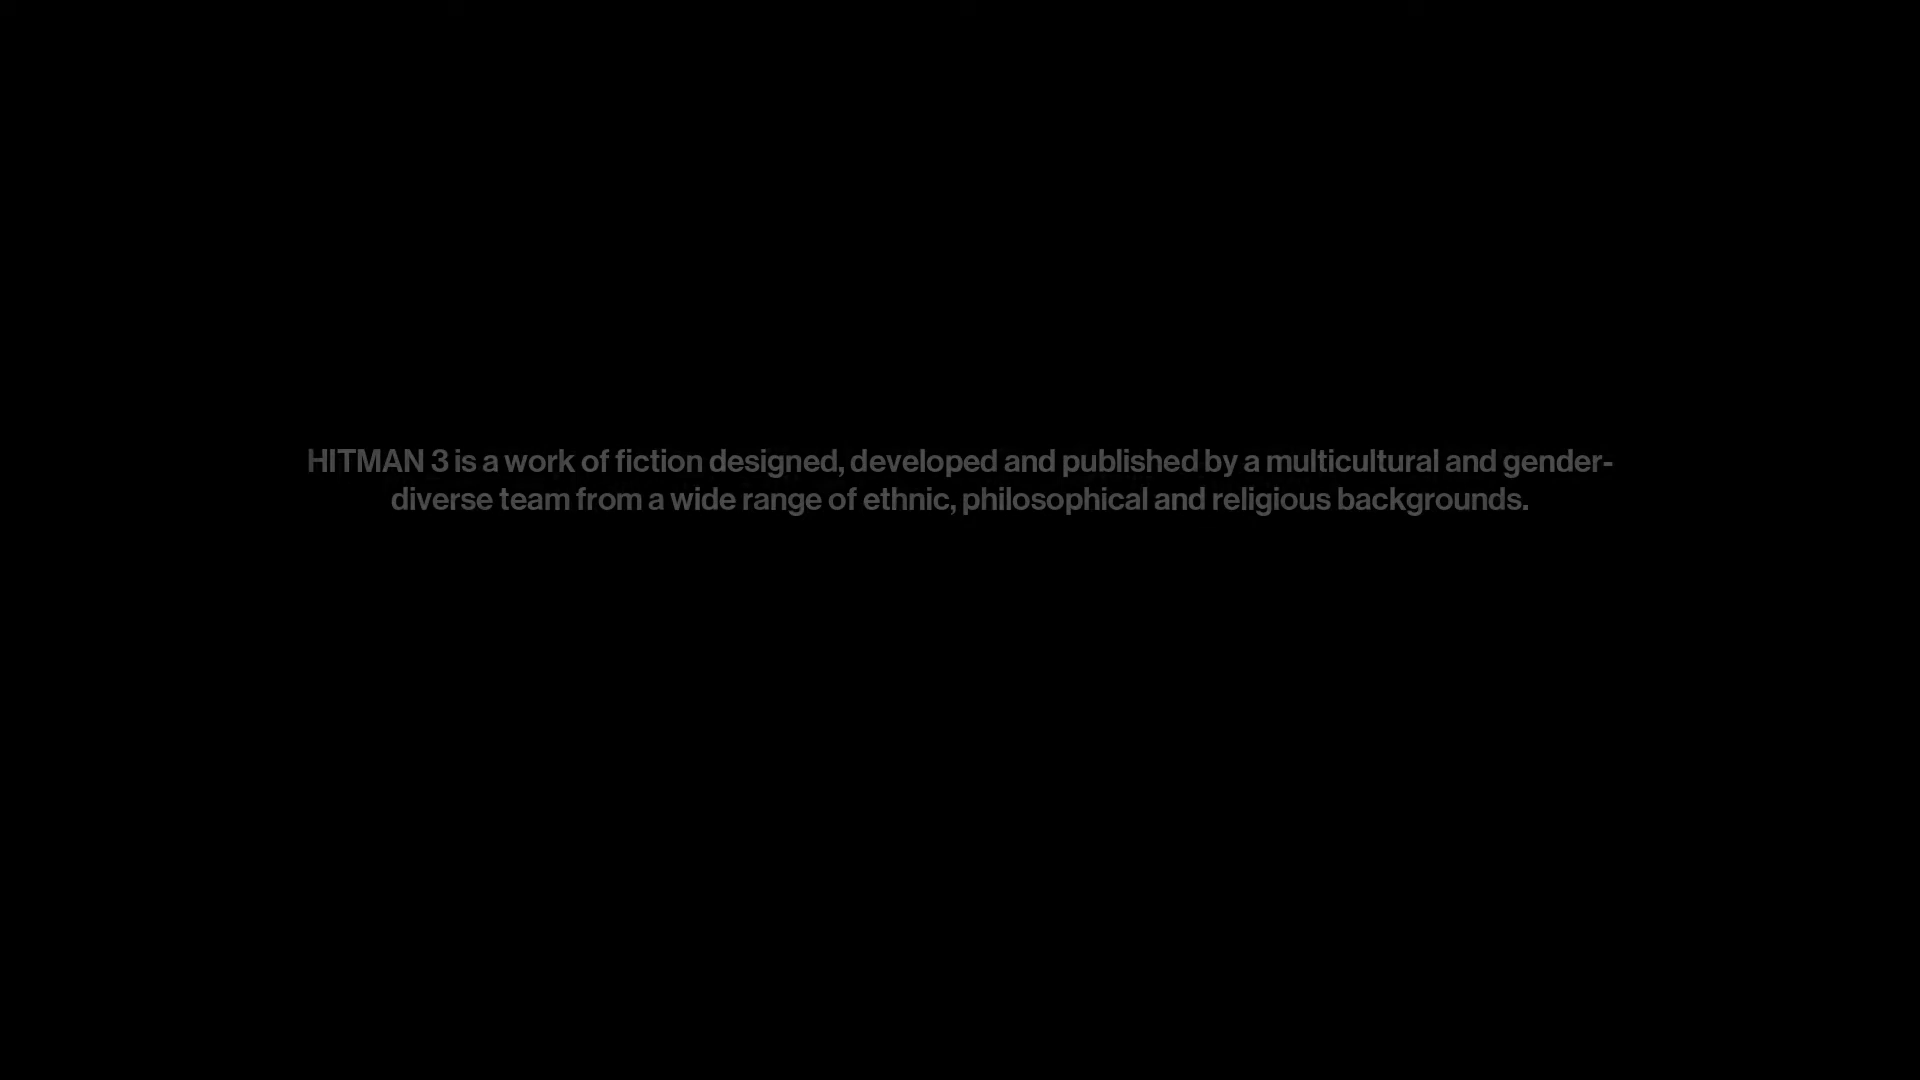 HITMAN 3 is a work of fiction designed, developed and published by a multicultural and gender-
diverse team from a wide range of ethnic, philosophical and religious backgrounds.